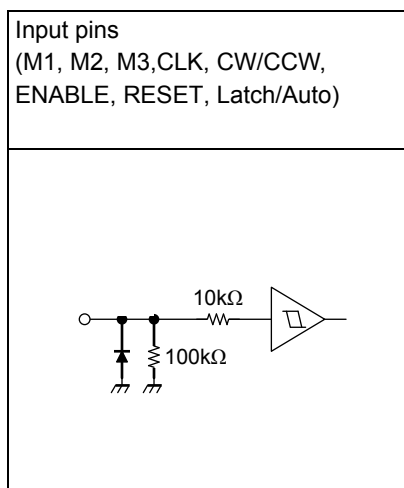 Input pins
(M1, M2, M3,CLK, CW/CCW,
ENABLE, RESET, Latch/Auto)
10kΩ
100kΩ